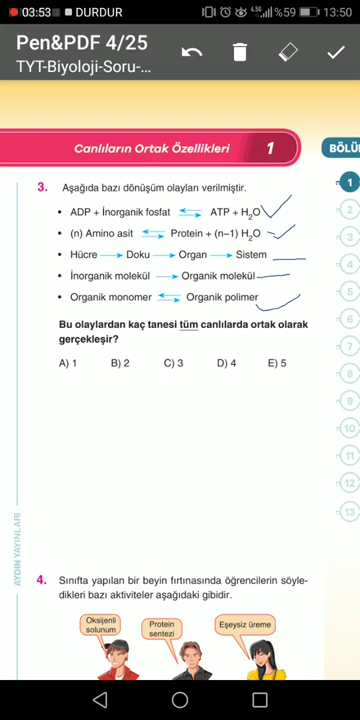 03:53 DURDUR 4,5G %59 13:50
Pen&PDF 4/25
TYT-Biyoloji-Soru-...
Canlıların Ortak Özellikleri 1
BÖLÜ
3. Aşağıda bazı dönüşüm olayları verilmiştir.
• ADP + İnorganik fosfat ⇆ ATP + H₂O
• (n) Amino asit ⇆ Protein + (n–1) H₂O
• Hücre → Doku → Organ → Sistem
• İnorganik molekül → Organik molekül
• Organik monomer ⇆ Organik polimer
Bu olaylardan kaç tanesi tüm canlılarda ortak olarak
gerçekleşir?
A) 1 B) 2 C) 3 D) 4 E) 5
1
2
3
4
5
6
7
8
9
10
11
12
13
AYDIN YAYINLARI
4. Sınıfta yapılan bir beyin fırtınasında öğrencilerin söyle-
dikleri bazı aktiviteler aşağıdaki gibidir.
Oksijenli
solunum
Protein
sentezi
Eşeysiz üreme